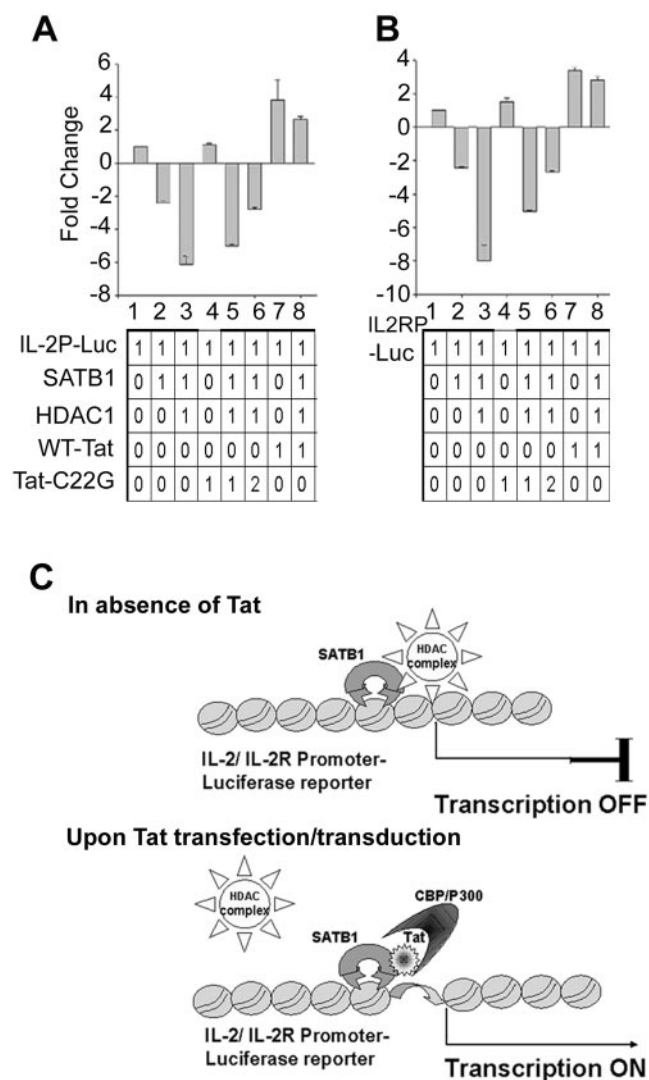 A
Fold Change
6
4
2
0
-2
-4
-6
-8
1 2 3 4 5 6 7 8
IL-2P-Luc 1 1 1 1 1 1 1 1
SATB1 0 1 1 0 1 1 0 1
HDAC1 0 0 1 0 1 1 0 1
WT-Tat 0 0 0 0 0 0 1 1
Tat-C22G 0 0 0 1 1 2 0 0
B
4
2
0
-2
-4
-6
-8
-10
1 2 3 4 5 6 7 8
IL2RP
-Luc 1 1 1 1 1 1 1 1
0 1 1 0 1 1 0 1
0 0 1 0 1 1 0 1
0 0 0 0 0 0 1 1
0 0 0 1 1 2 0 0
C
In absence of Tat
SATB1
HDAC
complex
IL-2/ IL-2R Promoter-
Luciferase reporter
Transcription OFF
Upon Tat transfection/transduction
HDAC
complex
CBP/P300
SATB1
Tat
IL-2/ IL-2R Promoter-
Luciferase reporter
Transcription ON